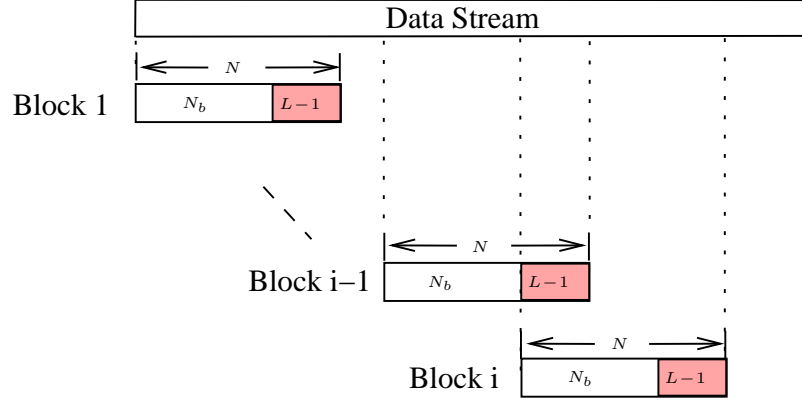 Data Stream
N
Block 1 N_b L−1
N
Block i−1 N_b L−1
N
Block i N_b L−1